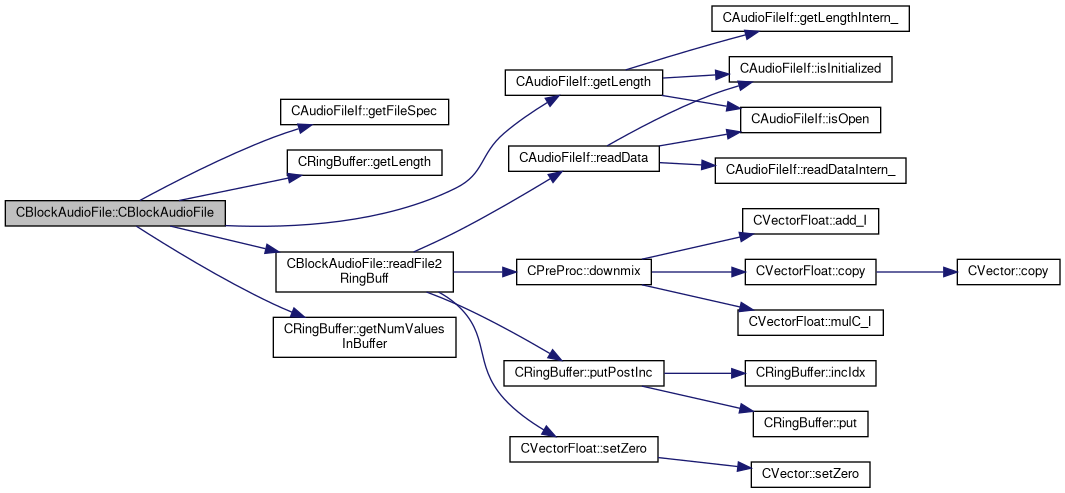 CAudioFileIf::getLengthIntern_
CAudioFileIf::isInitialized
CAudioFileIf::getLength
CAudioFileIf::getFileSpec
CAudioFileIf::isOpen
CRingBuffer::getLength
CAudioFileIf::readData
CAudioFileIf::readDataIntern_
CBlockAudioFile::CBlockAudioFile
CVectorFloat::add_I
CBlockAudioFile::readFile2
RingBuff
CPreProc::downmix
CVectorFloat::copy
CVector::copy
CVectorFloat::mulC_I
CRingBuffer::getNumValues
InBuffer
CRingBuffer::putPostInc
CRingBuffer::incIdx
CRingBuffer::put
CVectorFloat::setZero
CVector::setZero